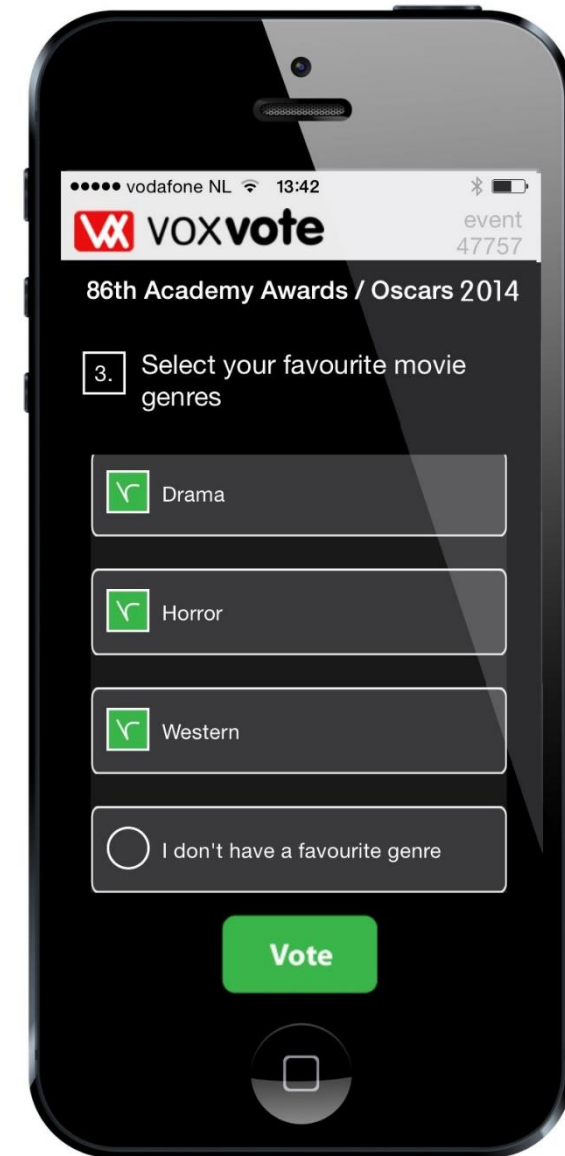 ●●●●● vodafone NL 13:42
VX voxvote event
47757
86th Academy Awards / Oscars 2014
3. Select your favourite movie
genres
Drama
Horror
Western
I don't have a favourite genre
Vote